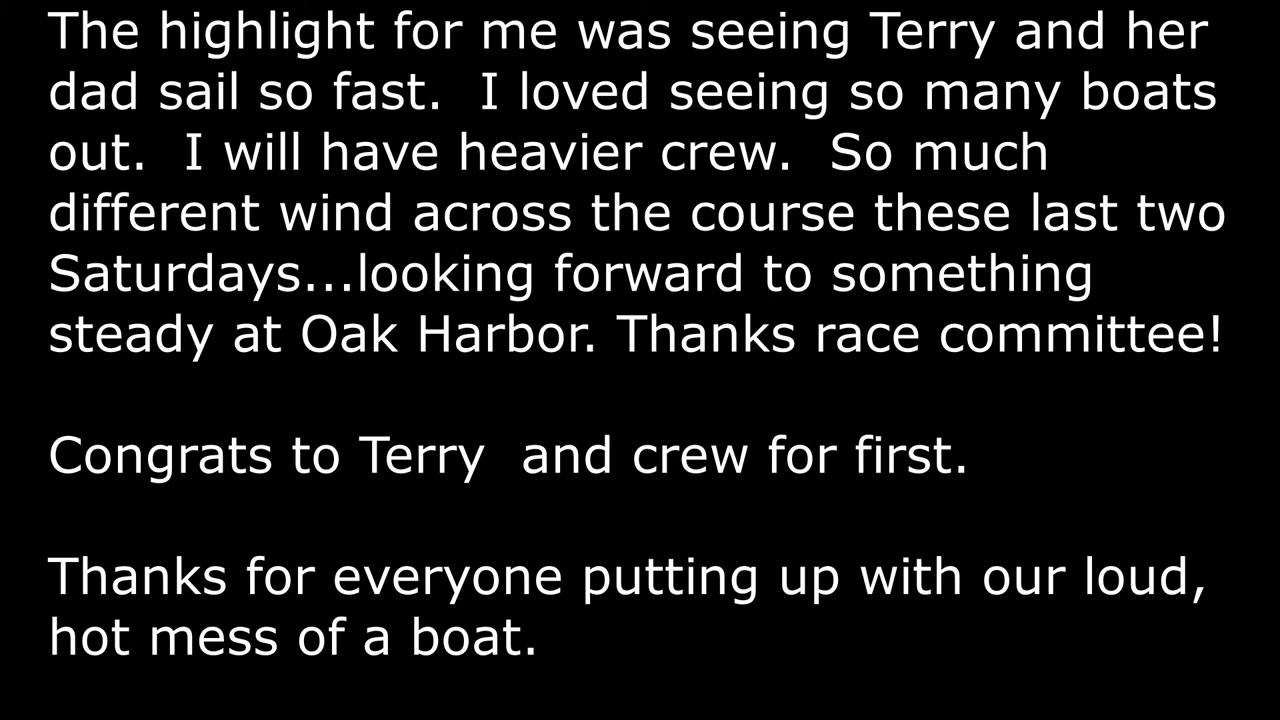 The highlight for me was seeing Terry and her
dad sail so fast.  I loved seeing so many boats
out.  I will have heavier crew.  So much
different wind across the course these last two
Saturdays...looking forward to something
steady at Oak Harbor. Thanks race committee!
Congrats to Terry  and crew for first.
Thanks for everyone putting up with our loud,
hot mess of a boat.